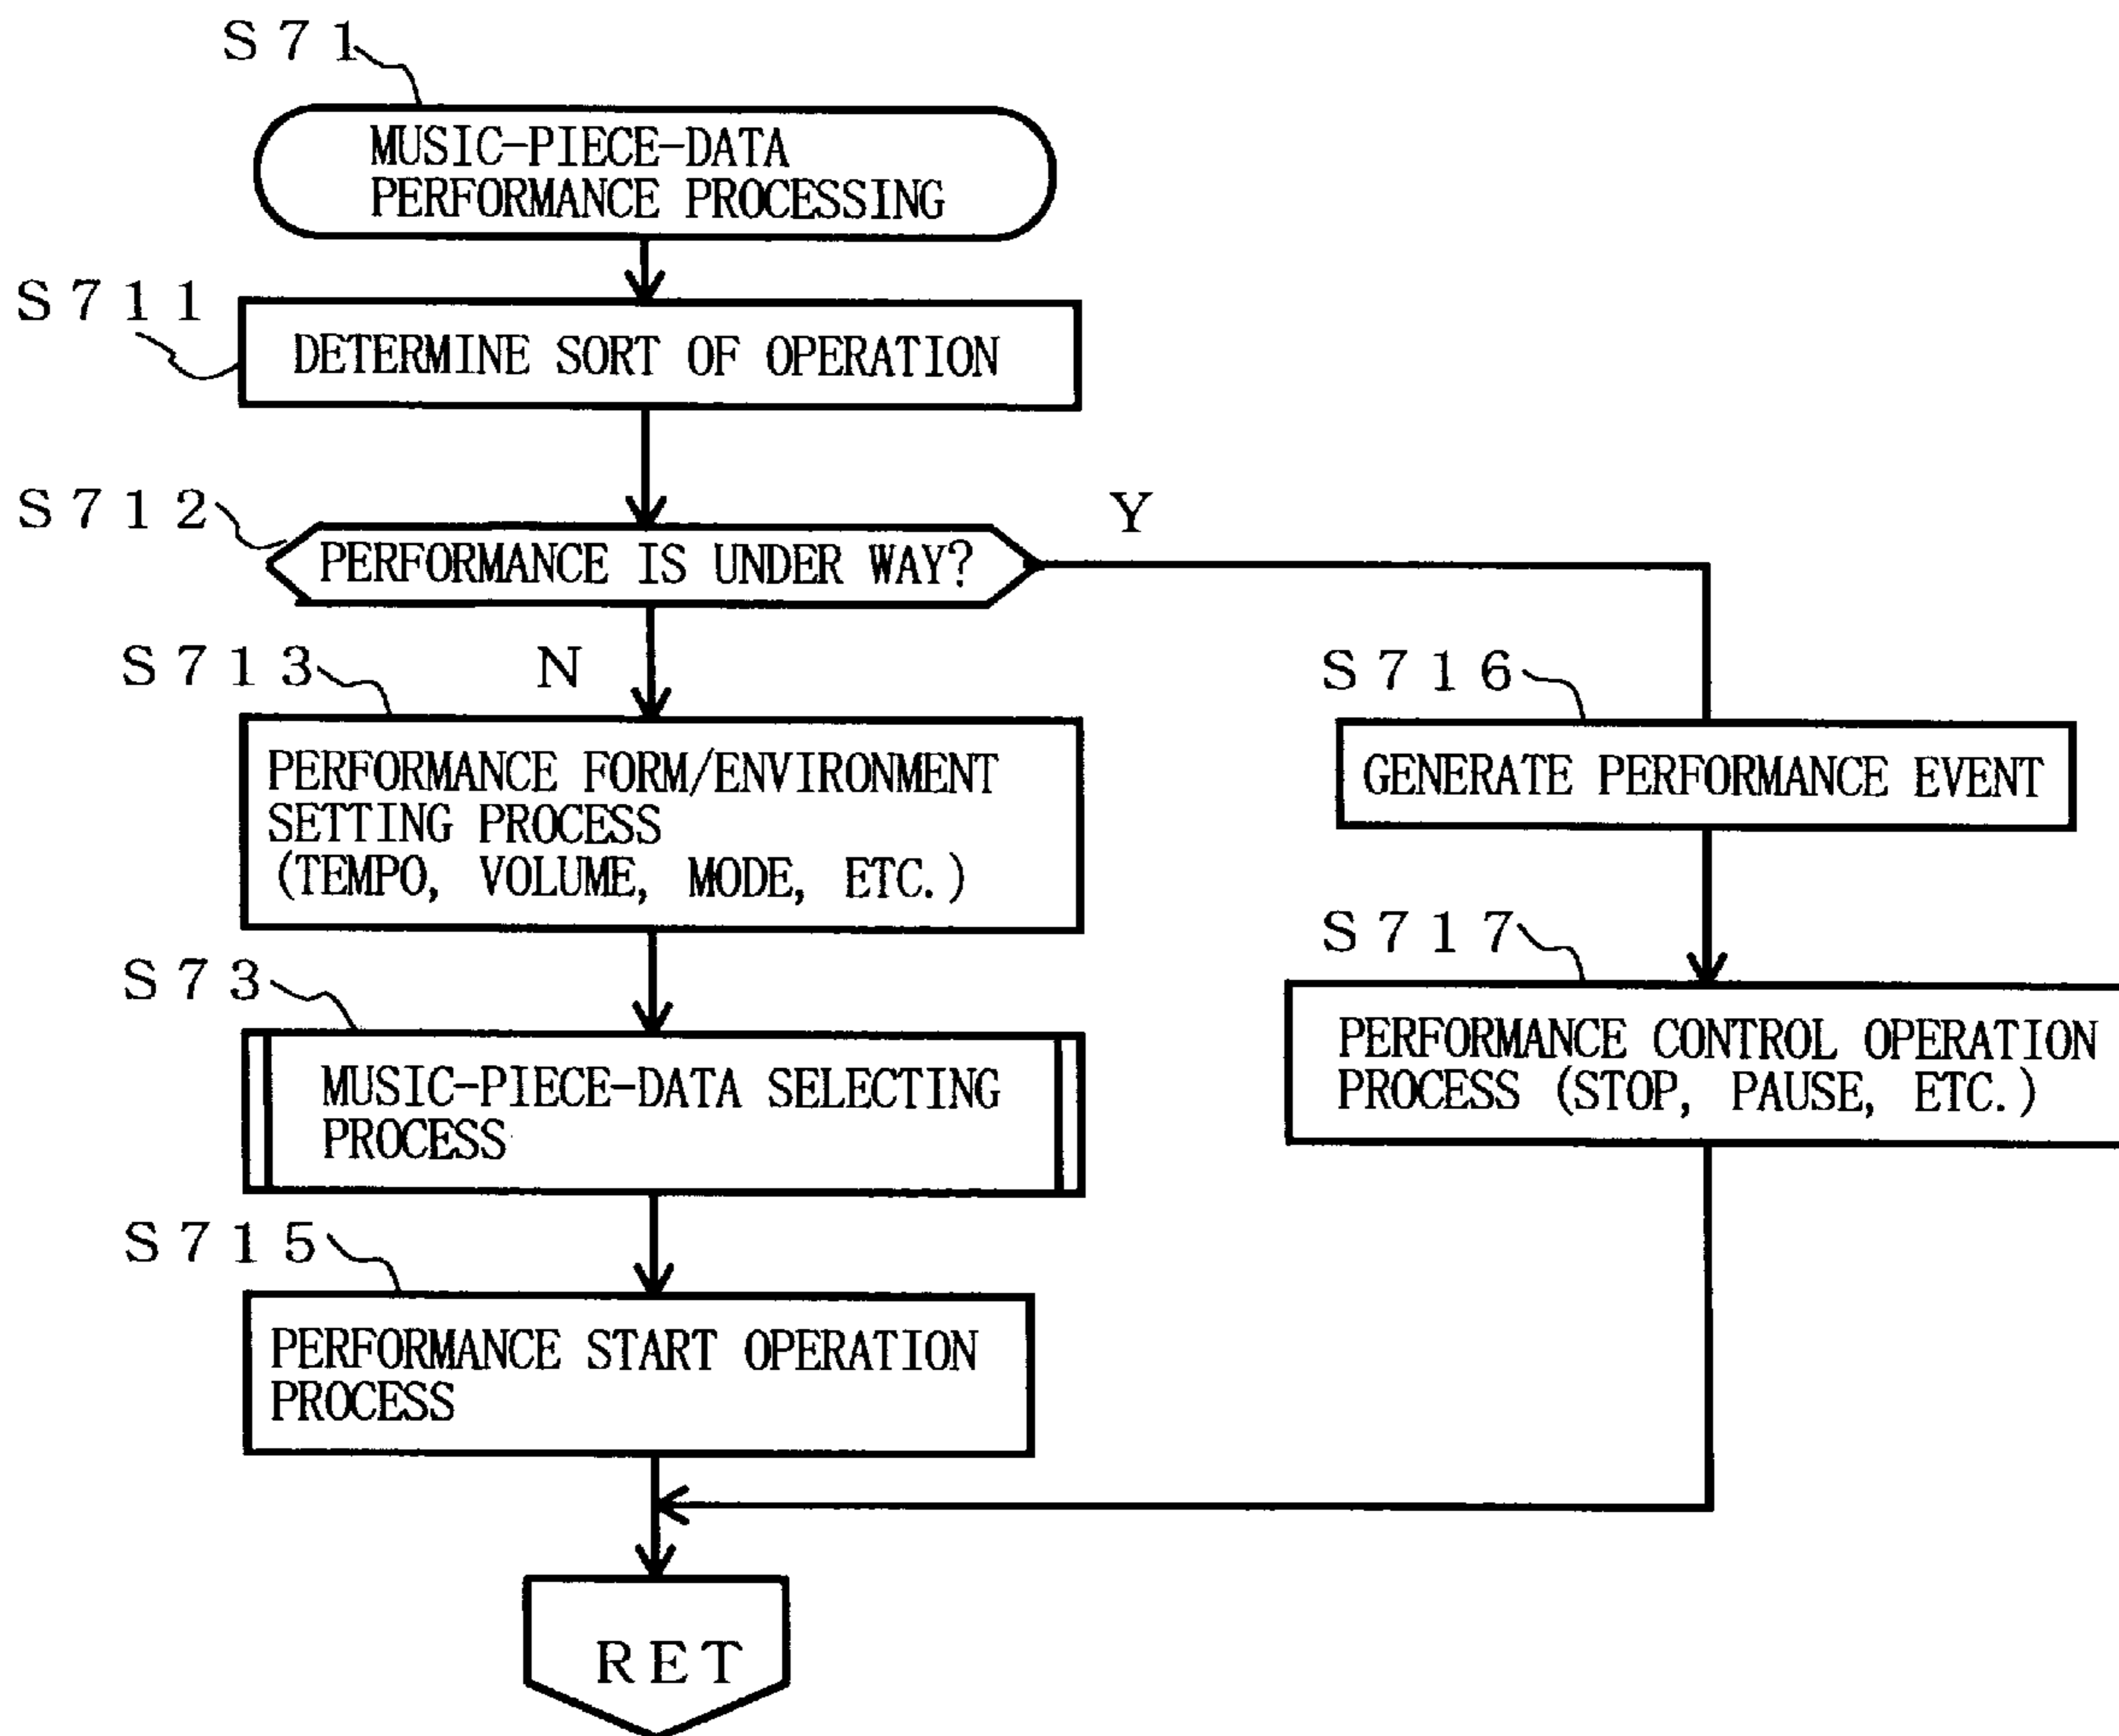 S71
MUSIC-PIECE-DATA
PERFORMANCE PROCESSING
S711
DETERMINE SORT OF OPERATION
S712
PERFORMANCE IS UNDER WAY?
Y
N
S713
PERFORMANCE FORM/ENVIRONMENT
SETTING PROCESS
(TEMPO, VOLUME, MODE, ETC.)
S73
MUSIC-PIECE-DATA SELECTING
PROCESS
S715
PERFORMANCE START OPERATION
PROCESS
S716
GENERATE PERFORMANCE EVENT
S717
PERFORMANCE CONTROL OPERATION
PROCESS (STOP, PAUSE, ETC.)
RET